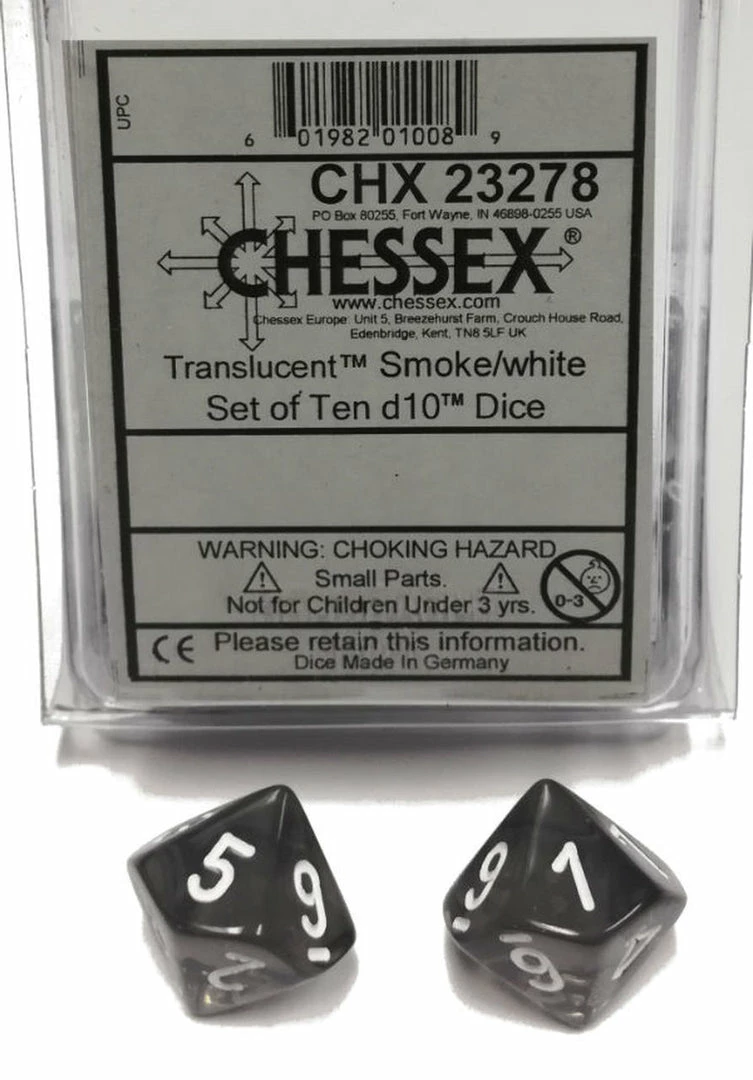 UPC
6 01982 01008 9
CHX 23278
PO Box 80255, Fort Wayne, IN 46898-0255 USA
CHESSEX®
www.chessex.com
Chessex Europe: Unit 5, Breezehurst Farm, Crouch House Road,
Edenbridge, Kent, TN8 5LF UK
Translucent™ Smoke/white
Set of Ten d10™ Dice
WARNING: CHOKING HAZARD
Small Parts.
Not for Children Under 3 yrs.
0-3
CE Please retain this information.
Dice Made In Germany
5 9 2
9 1 6